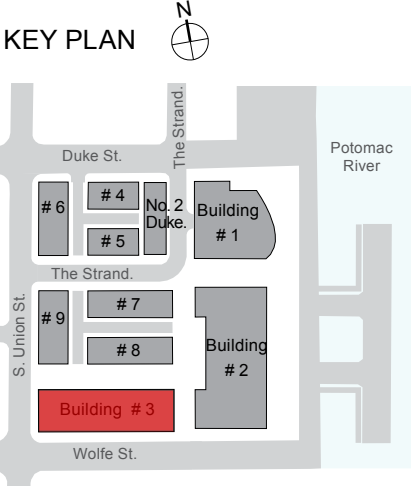 N
KEY PLAN
The Strand.
Duke St.
Potomac
River
# 6
# 4
No. 2
Duke.
Building
# 1
# 5
The Strand.
S. Union St.
# 9
# 7
# 8
Building
# 2
Building # 3
Wolfe St.